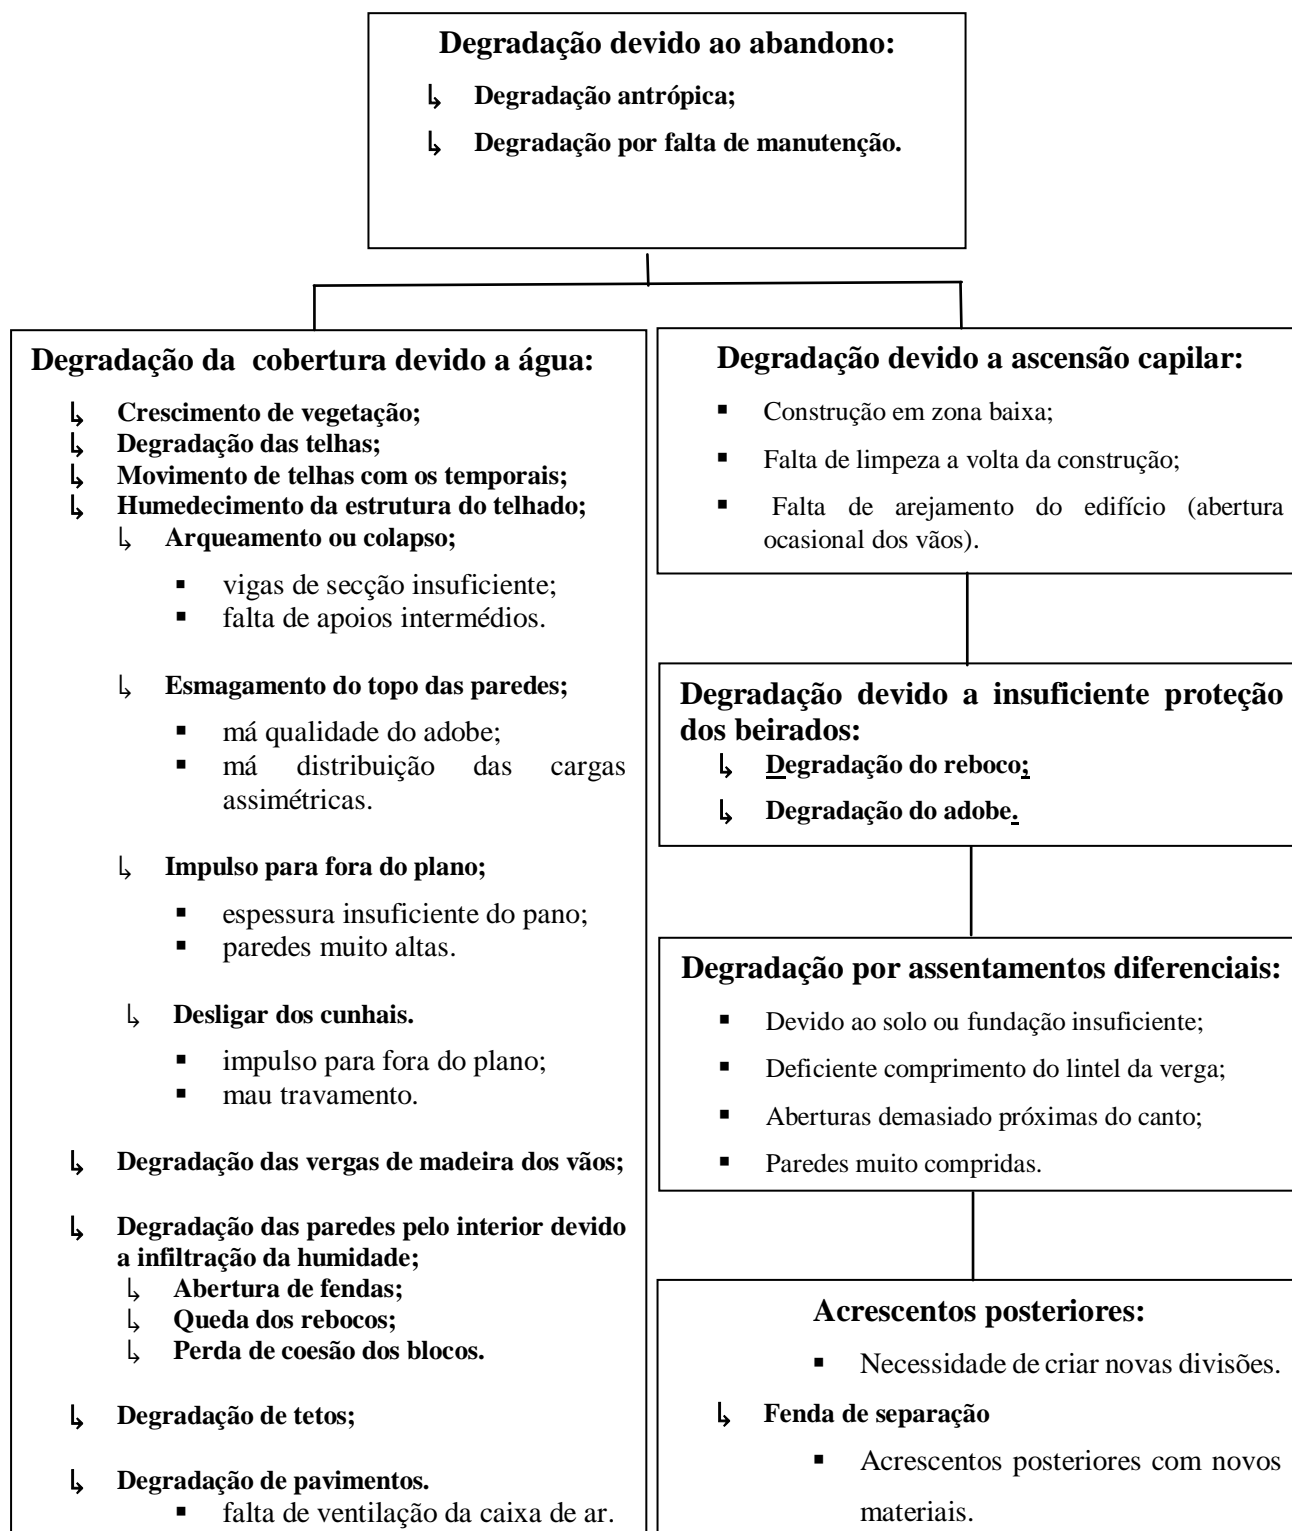 Degradação devido ao abandono:
↳ Degradação antrópica;
↳ Degradação por falta de manutenção.
Degradação da cobertura devido a água:
↳ Crescimento de vegetação;
↳ Degradação das telhas;
↳ Movimento de telhas com os temporais;
↳ Humedecimento da estrutura do telhado;
↳ Arqueamento ou colapso;
▪ vigas de secção insuficiente;
▪ falta de apoios intermédios.
↳ Esmagamento do topo das paredes;
▪ má qualidade do adobe;
▪ má distribuição das cargas
assimétricas.
↳ Impulso para fora do plano;
▪ espessura insuficiente do pano;
▪ paredes muito altas.
↳ Desligar dos cunhais.
▪ impulso para fora do plano;
▪ mau travamento.
↳ Degradação das vergas de madeira dos vãos;
↳ Degradação das paredes pelo interior devido
a infiltração da humidade;
↳ Abertura de fendas;
↳ Queda dos rebocos;
↳ Perda de coesão dos blocos.
↳ Degradação de tetos;
↳ Degradação de pavimentos.
▪ falta de ventilação da caixa de ar.
Degradação devido a ascensão capilar:
▪ Construção em zona baixa;
▪ Falta de limpeza a volta da construção;
▪ Falta de arejamento do edifício (abertura
ocasional dos vãos).
Degradação devido a insuficiente proteção
dos beirados:
↳ Degradação do reboco;
↳ Degradação do adobe.
Degradação por assentamentos diferenciais:
▪ Devido ao solo ou fundação insuficiente;
▪ Deficiente comprimento do lintel da verga;
▪ Aberturas demasiado próximas do canto;
▪ Paredes muito compridas.
Acrescentos posteriores:
▪ Necessidade de criar novas divisões.
↳ Fenda de separação
▪ Acrescentos posteriores com novos
materiais.